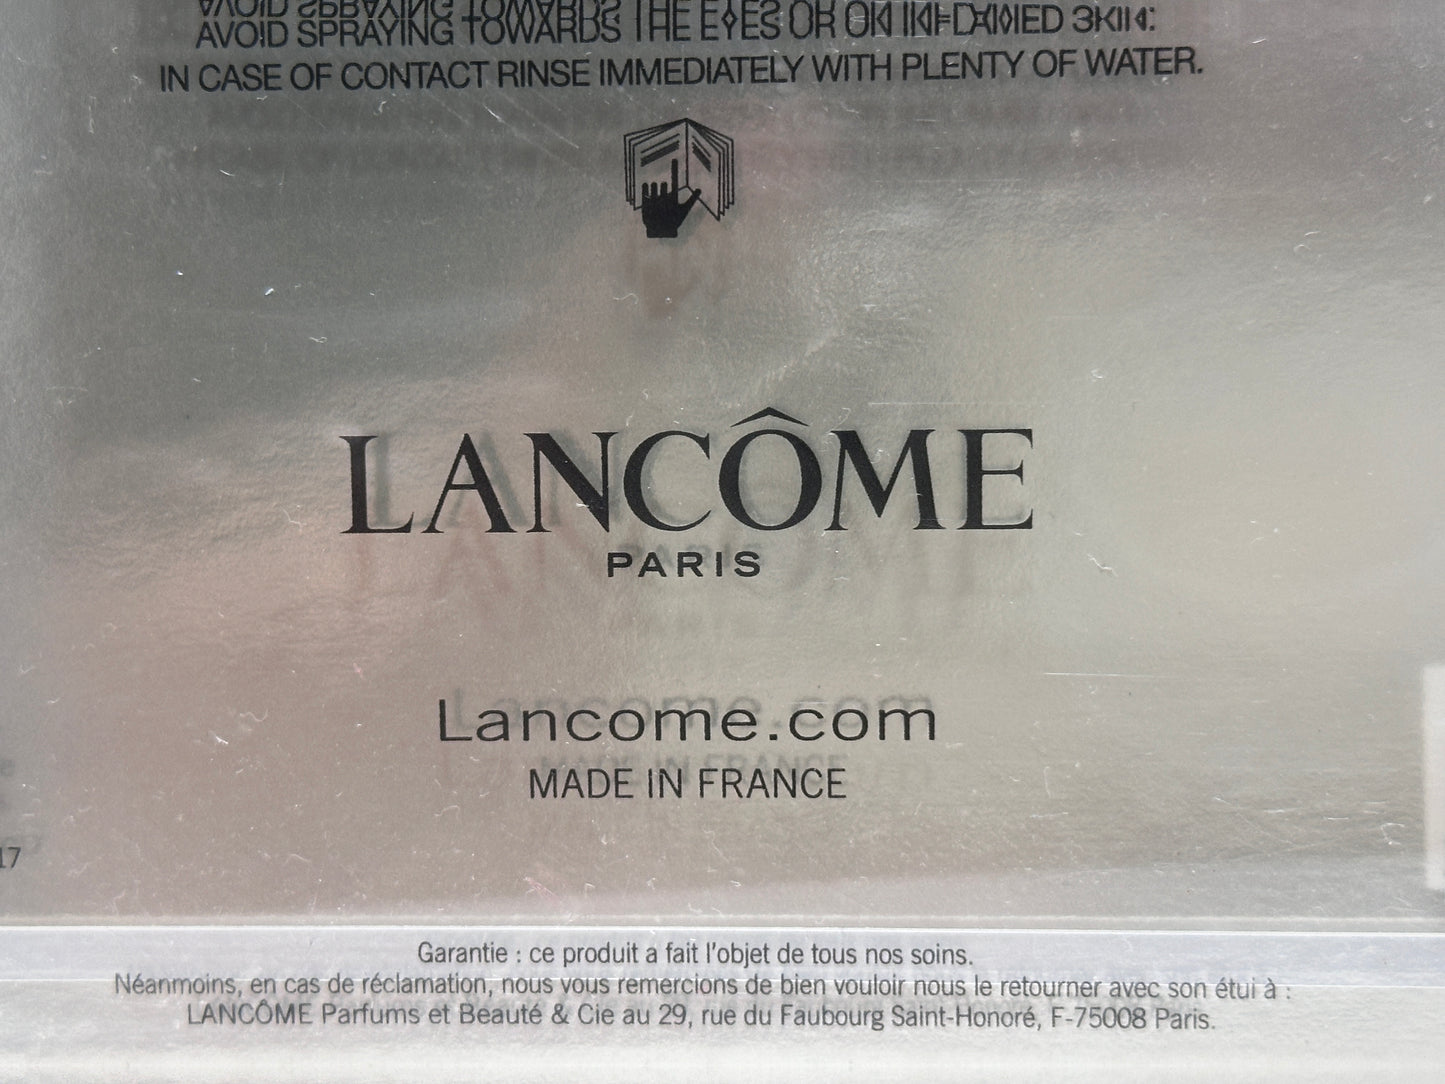 AVOID SPRAYING TOWARDS THE EYES OR ON
IN CASE OF CONTACT RINSE IMMEDIATELY WITH PLENTY OF WATER.
LANCÔME
PARIS
Lancome.com
MADE IN FRANCE
17
Garantie : ce produit a fait l'objet de tous nos soins.
Néanmoins, en cas de réclamation, nous vous remercions de bien vouloir nous le retourner avec son étui à :
LANCÔME Parfums et Beauté & Cie au 29, rue du Faubourg Saint-Honoré, F-75008 Paris.